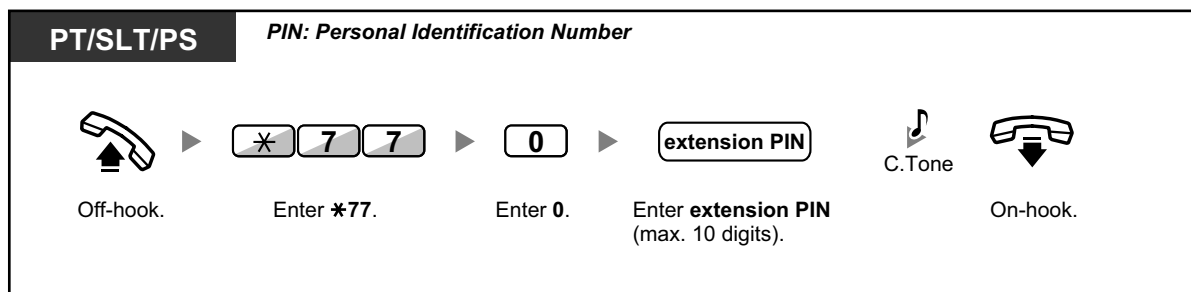 PT/SLT/PS
PIN: Personal Identification Number
* 7 7
0
extension PIN
C.Tone
Off-hook.
Enter *77.
Enter 0.
Enter extension PIN
(max. 10 digits).
On-hook.